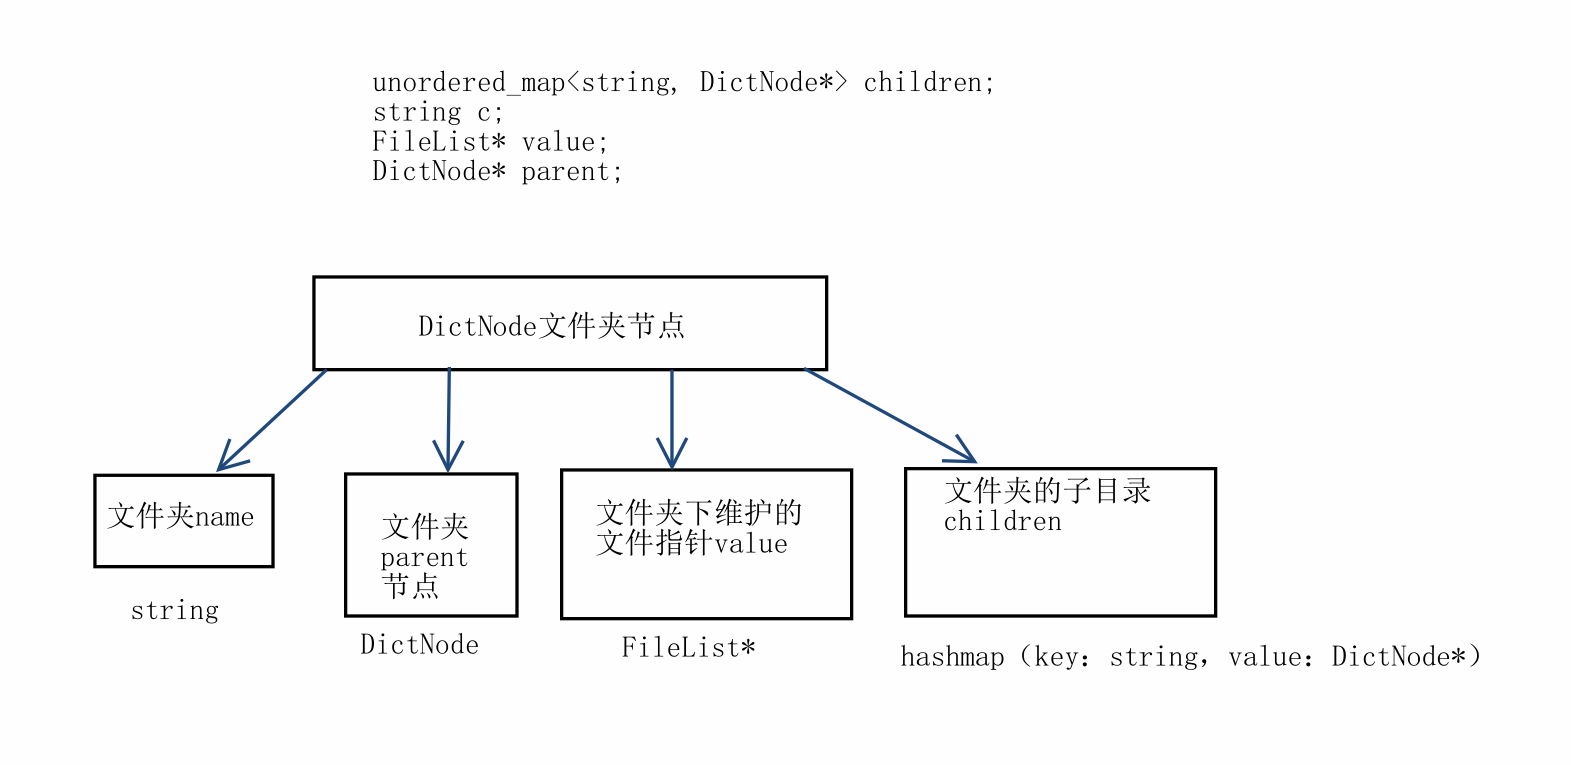 unordered_map<string, DictNode*> children;
string c;
FileList* value;
DictNode* parent;
DictNode文件夹节点
文件夹name
string
文件夹
parent
节点
DictNode
文件夹下维护的
文件指针value
FileList*
文件夹的子目录
children
hashmap（key：string，value：DictNode*）